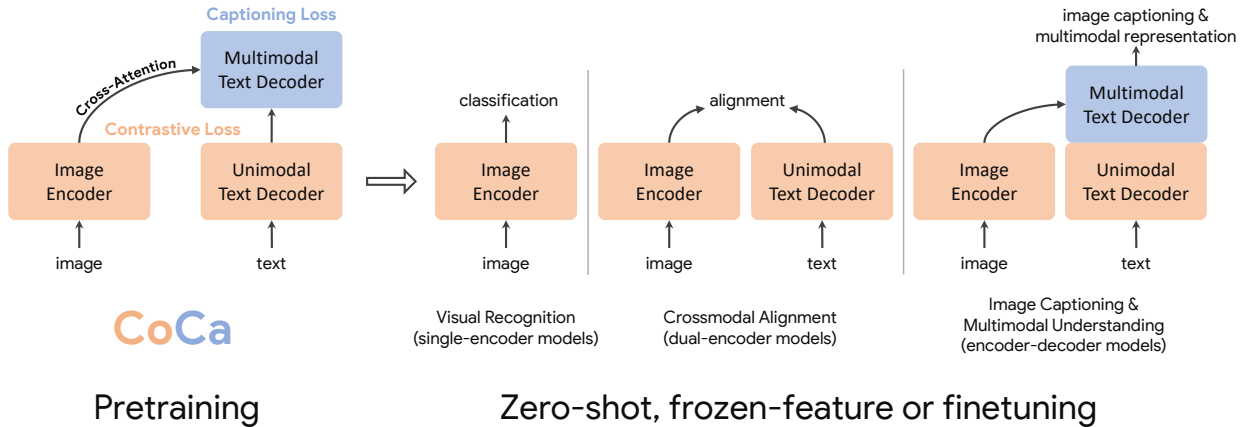 Captioning Loss
Multimodal
Text Decoder
Cross-Attention
Contrastive Loss
Image
Encoder
Unimodal
Text Decoder
image
text
CoCa
Pretraining
classification
Image
Encoder
image
Visual Recognition
(single-encoder models)
alignment
Image
Encoder
Unimodal
Text Decoder
image
text
Crossmodal Alignment
(dual-encoder models)
image captioning &
multimodal representation
Multimodal
Text Decoder
Image
Encoder
Unimodal
Text Decoder
image
text
Image Captioning &
Multimodal Understanding
(encoder-decoder models)
Zero-shot, frozen-feature or finetuning